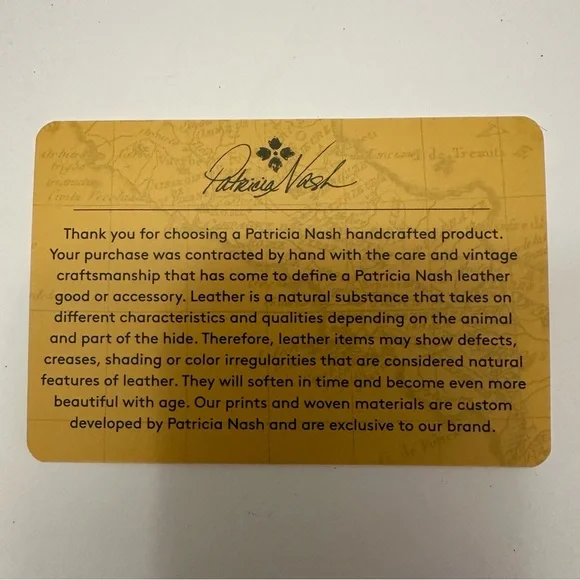 Patricia Nash
Thank you for choosing a Patricia Nash handcrafted product.
Your purchase was contracted by hand with the care and vintage
craftsmanship that has come to define a Patricia Nash leather
good or accessory. Leather is a natural substance that takes on
different characteristics and qualities depending on the animal
and part of the hide. Therefore, leather items may show defects,
creases, shading or color irregularities that are considered natural
features of leather. They will soften in time and become even more
beautiful with age. Our prints and woven materials are custom
developed by Patricia Nash and are exclusive to our brand.